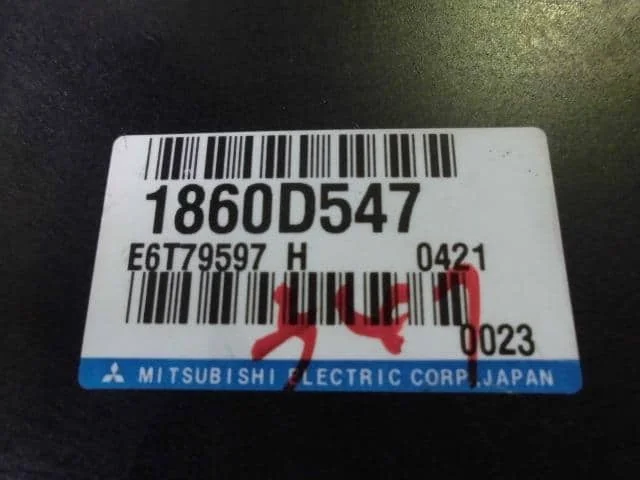 1860D547
E6T79597 H 0421
547
0023
MITSUBISHI ELECTRIC CORP.JAPAN